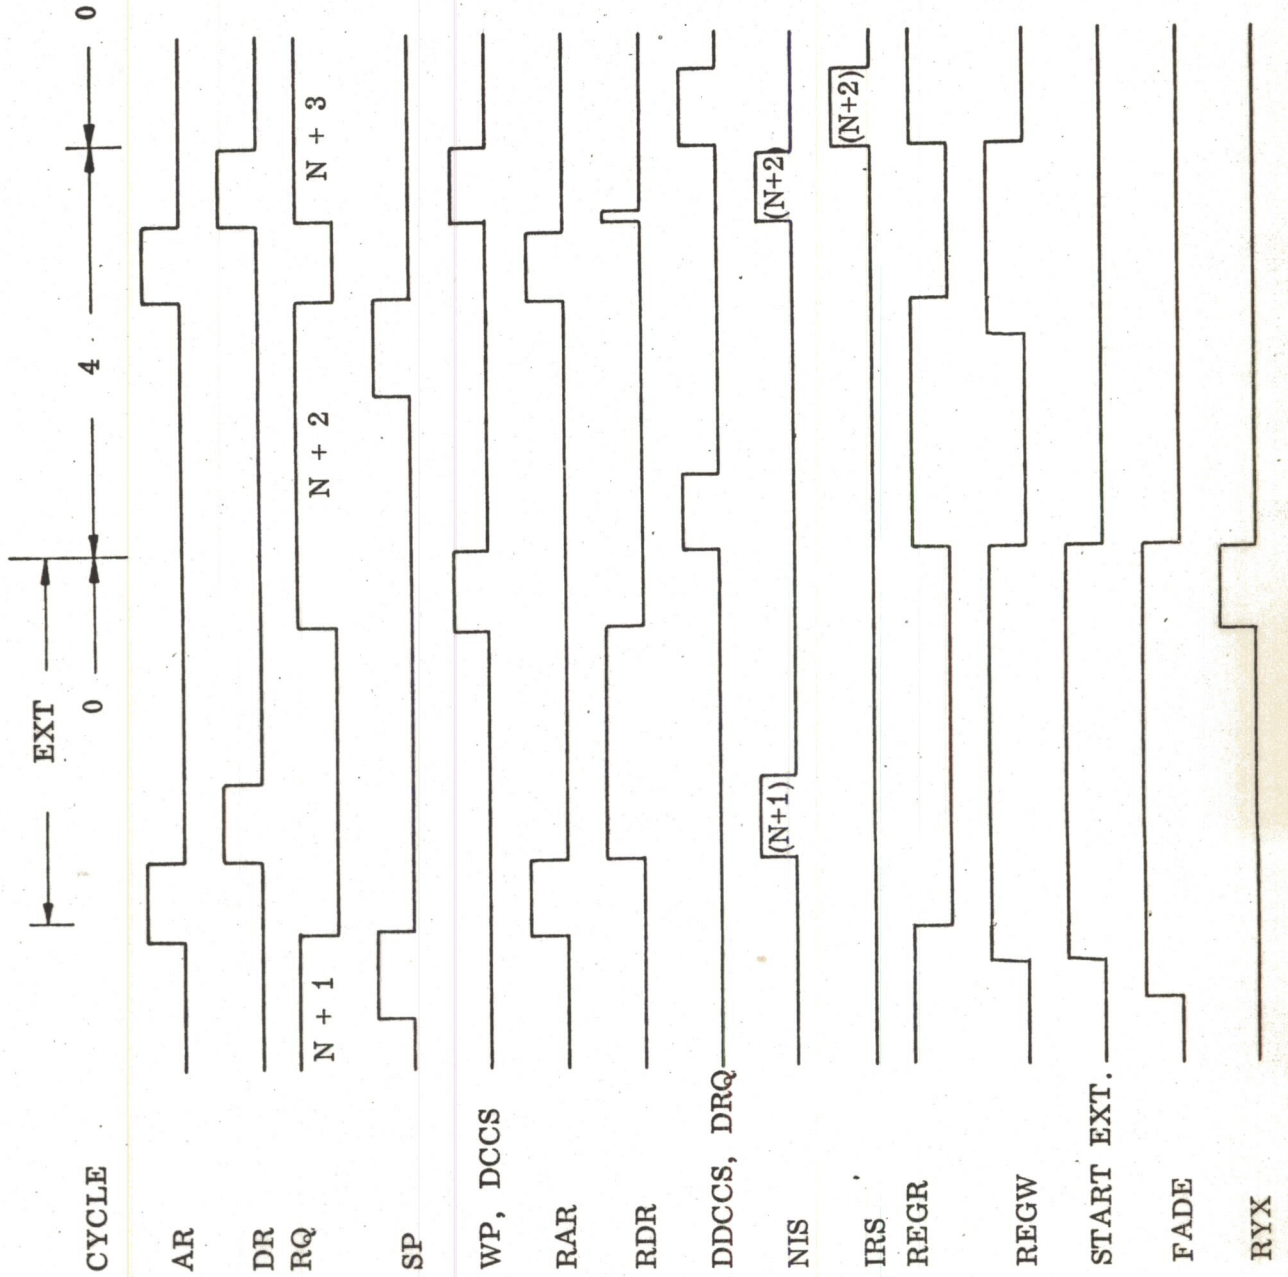 EXT
CYCLE 0 4 0
AR
DR
RQ N + 1 N + 2 N + 3
SP
WP, DCCS
RAR
RDR
DDCCS, DRQ
NIS (N+1) (N+2)
IRS (N+2)
REGR
REGW
START EXT.
FADE
RYX